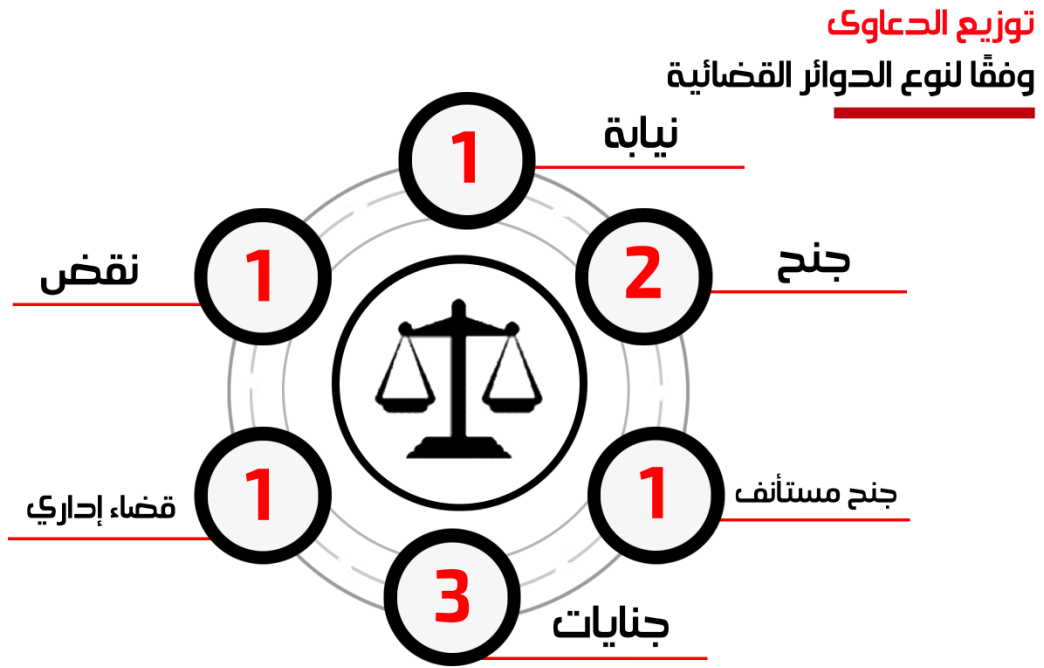 توزيع الدعاوى
وفقًا لنوع الدوائر القضائية
نيابة
1
جنح
2
جنح مستأنف
1
جنايات
3
قضاء إداري
1
نقض
1